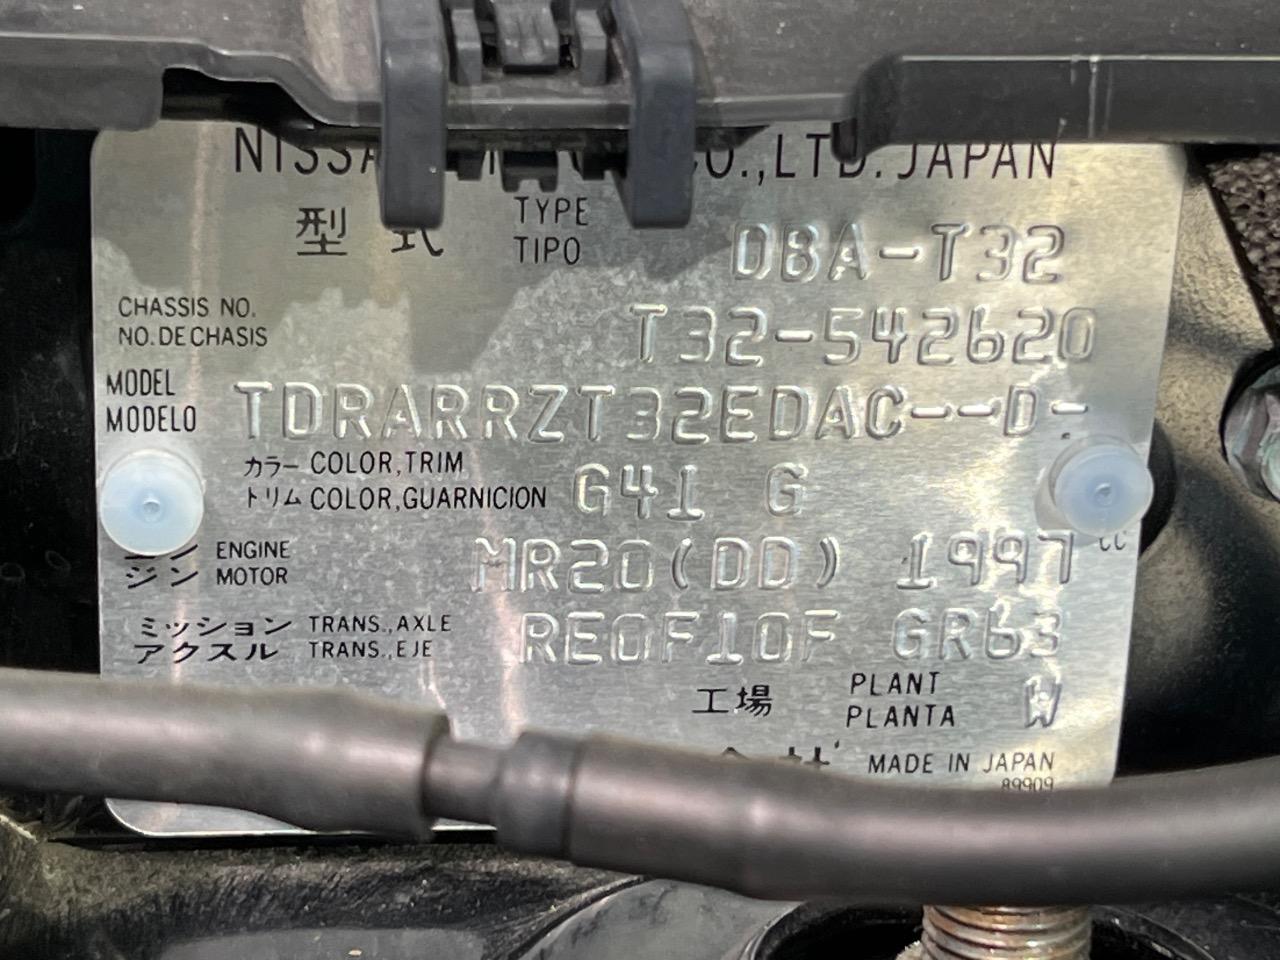 CO.,LTD. JAPAN
型 式 TYPE
TIPO
DBA-T32
CHASSIS NO.
NO. DE CHASIS
T32-542620
MODEL
MODELO
TDRARRZT32EDAC--D-
カラー COLOR,TRIM
トリム COLOR,GUARNICION
G41 G
ENGINE
ジン MOTOR
MR20(DD) 1997 cc
ミッション TRANS.,AXLE
アクスル TRANS.,EJE
RE0F10F GR63
工場 PLANT
PLANTA
W
MADE IN JAPAN
89909